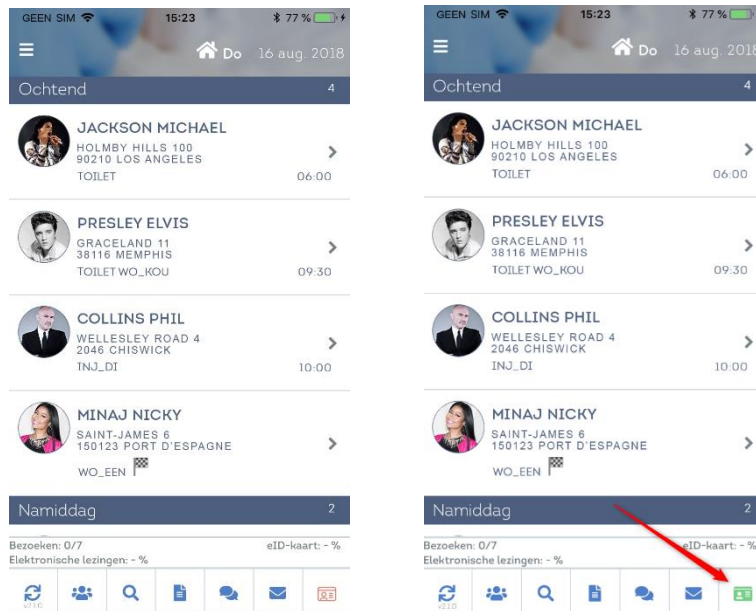 GEEN SIM 15:23 77 %
Do 16 aug. 2018
Ochtend 4
JACKSON MICHAEL
HOLMBY HILLS 100
90210 LOS ANGELES
TOILET 06:00
PRESLEY ELVIS
GRACELAND 11
38116 MEMPHIS
TOILET WO_KOU 09:30
COLLINS PHIL
WELLESLEY ROAD 4
2046 CHISWICK
INJ_DI 10:00
MINAJ NICKY
SAINT-JAMES 6
150123 PORT D'ESPAGNE
WO_EEN
Namiddag 2
Bezoeken: 0/7 eID-kaart: - %
Elektronische lezingen: - %
v2.1.0
GEEN SIM 15:23 77 %
Do 16 aug. 2018
Ochtend 4
JACKSON MICHAEL
HOLMBY HILLS 100
90210 LOS ANGELES
TOILET 06:00
PRESLEY ELVIS
GRACELAND 11
38116 MEMPHIS
TOILET WO_KOU 09:30
COLLINS PHIL
WELLESLEY ROAD 4
2046 CHISWICK
INJ_DI 10:00
MINAJ NICKY
SAINT-JAMES 6
150123 PORT D'ESPAGNE
WO_EEN
Namiddag 2
Bezoeken: 0/7 eID-kaart: - %
Elektronische lezingen: - %
v2.1.0